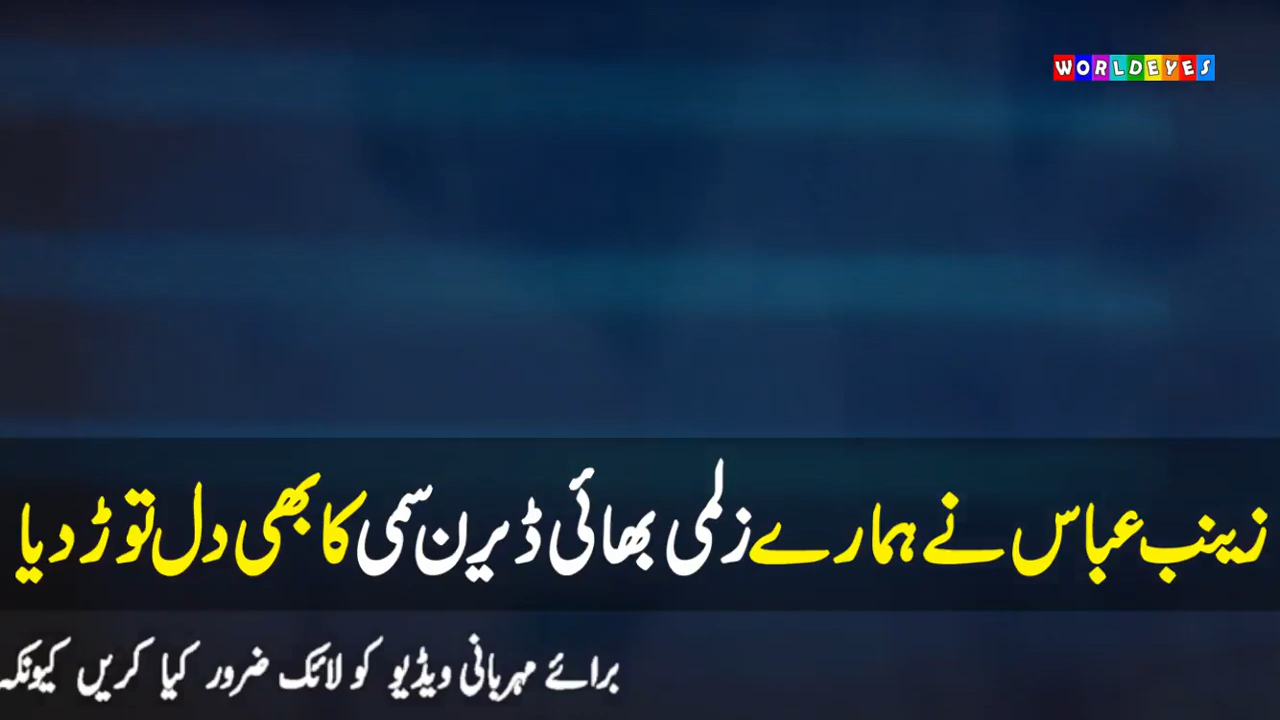 WORLDEYES
زینب عباس نے ہمارے زلمی بھائی ڈیرن سمی کا بھی دل توڑ دیا
برائے مہربانی ویڈیو کو لائک ضرور کیا کریں کیونکہ